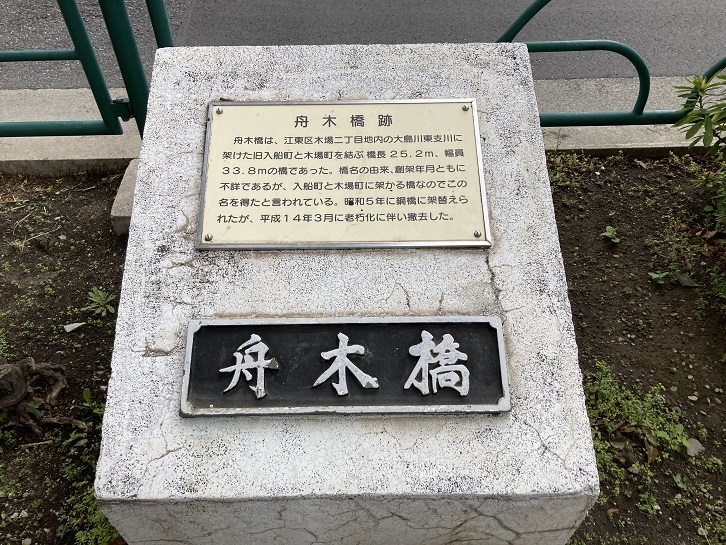 舟木橋跡
舟木橋は、江東区木場二丁目地内の大島川東支川に
架けた旧入船町と木場町を結ぶ橋長25.2m、幅員
33.8mの橋であった。橋名の由来、創架年月ともに
不詳であるが、入船町と木場町に架かる橋なのでこの
名を得たと言われている。昭和5年に鋼橋に架替えら
れたが、平成14年3月に老朽化に伴い撤去した。
舟木橋